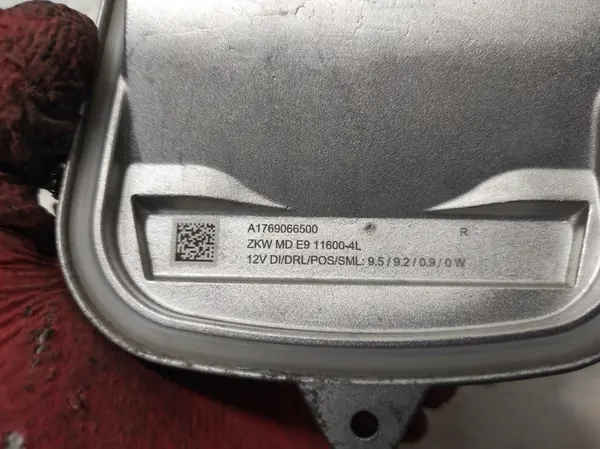 A1769066500 R
ZKW MD E9 11600-4L
12V DI/DRL/POS/SML: 9.5 / 9.2 / 0.9 / 0 W